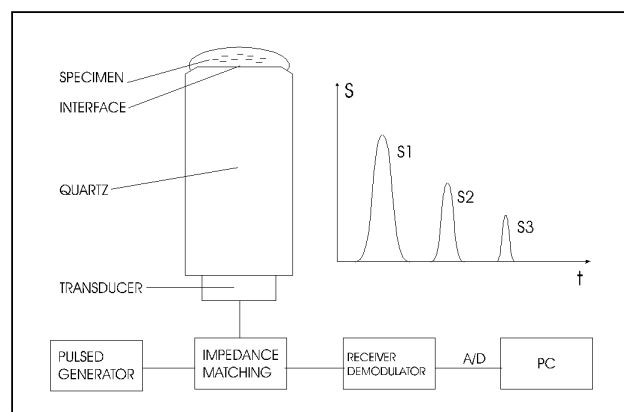 SPECIMEN
INTERFACE
QUARTZ
TRANSDUCER
S
S1
S2
S3
t
PULSED
GENERATOR
IMPEDANCE
MATCHING
RECEIVER
DEMODULATOR
A/D
PC